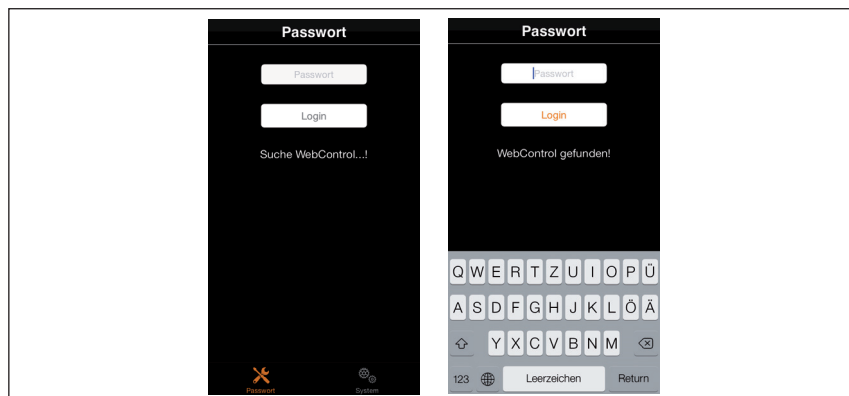 Passwort
Passwort
Login
Suche WebControl...!
Passwort
System
Passwort
Passwort
Login
WebControl gefunden!
Q W E R T Z U I O P Ü
A S D F G H J K L Ö Ä
Y X C V B N M
123 Leerzeichen Return